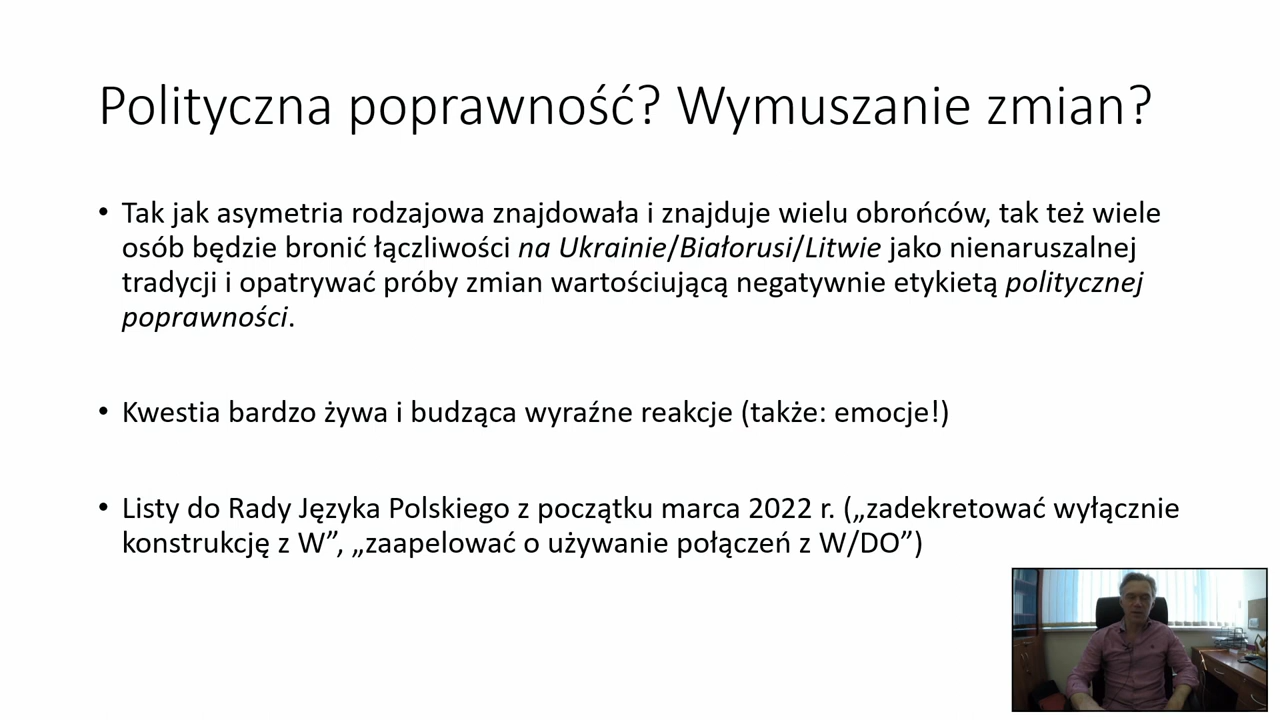 Polityczna poprawność? Wymuszanie zmian?
• Tak jak asymetria rodzajowa znajdowała i znajduje wielu obrońców, tak też wiele
osób będzie bronić łączliwości na Ukrainie/Białorusi/Litwie jako nienaruszalnej
tradycji i opatrywać próby zmian wartościującą negatywnie etykietą politycznej
poprawności.
• Kwestia bardzo żywa i budząca wyraźne reakcje (także: emocje!)
• Listy do Rady Języka Polskiego z początku marca 2022 r. („zadekretować wyłącznie
konstrukcję z W”, „zaapelować o używanie połączeń z W/DO”)